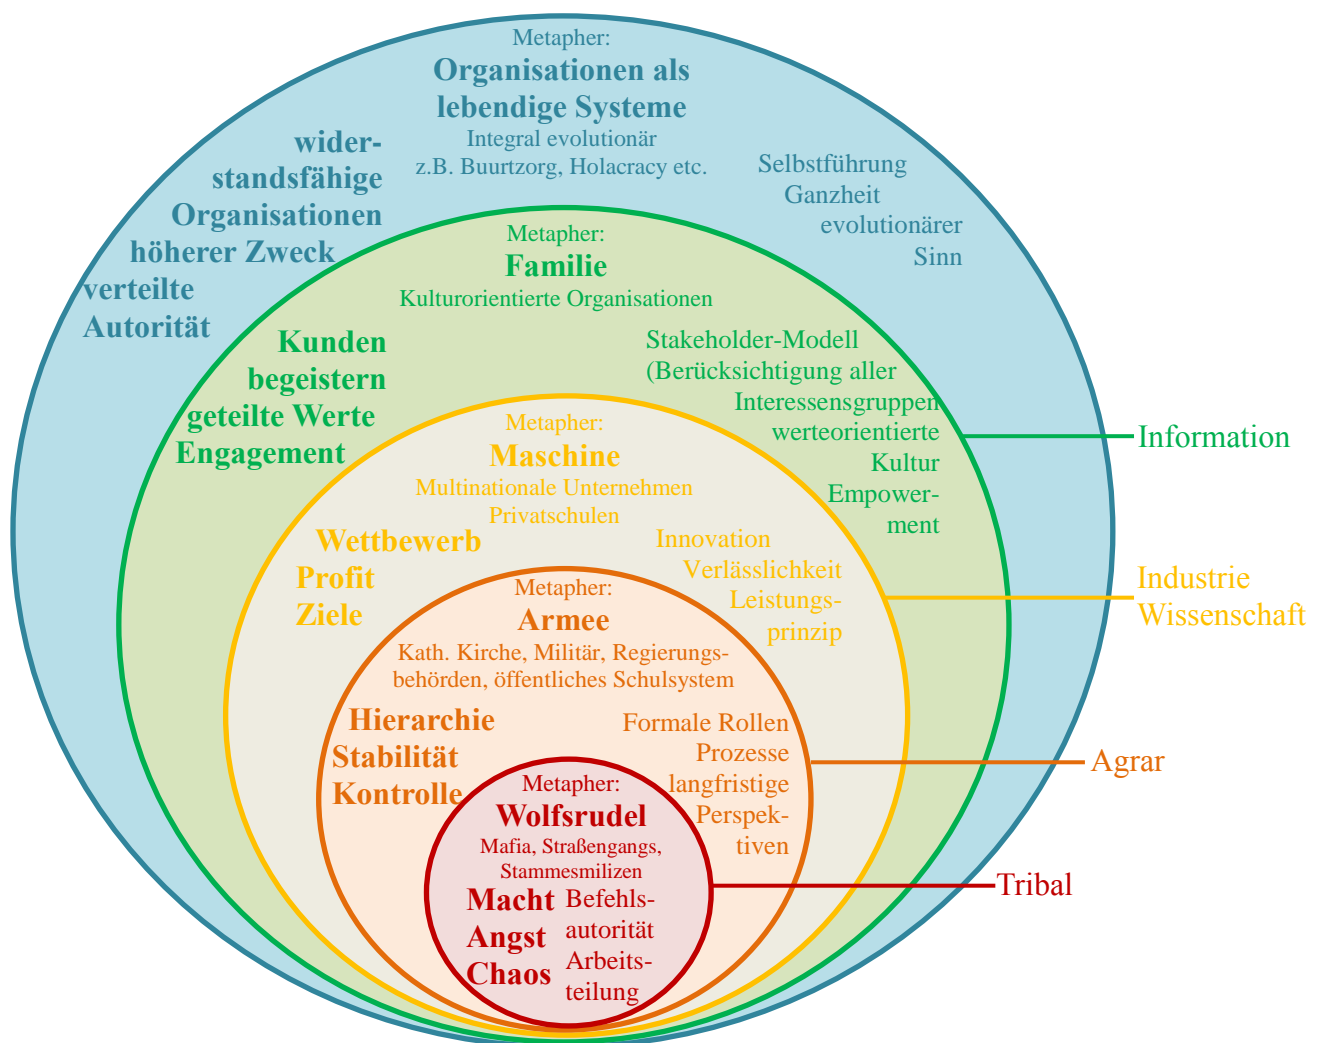 Metapher:
Organisationen als
lebendige Systeme
Integral evolutionär
z.B. Buurtzorg, Holacracy etc.
wider-
standsfähige
Organisationen
höherer Zweck
verteilte
Autorität
Selbstführung
Ganzheit
evolutionärer
Sinn
Metapher:
Familie
Kulturorientierte Organisationen
Kunden
begeistern
geteilte Werte
Engagement
Stakeholder-Modell
(Berücksichtigung aller
Interessensgruppen
werteorientierte
Kultur
Empower-
ment
Information
Metapher:
Maschine
Multinationale Unternehmen
Privatschulen
Wettbewerb
Profit
Ziele
Innovation
Verlässlichkeit
Leistungs-
prinzip
Industrie
Wissenschaft
Metapher:
Armee
Kath. Kirche, Militär, Regierungs-
behörden, öffentliches Schulsystem
Hierarchie
Stabilität
Kontrolle
Formale Rollen
Prozesse
langfristige
Perspek-
tiven
Agrar
Metapher:
Wolfsrudel
Mafia, Straßengangs,
Stammesmilizen
Macht
Angst
Chaos
Befehls-
autorität
Arbeits-
teilung
Tribal